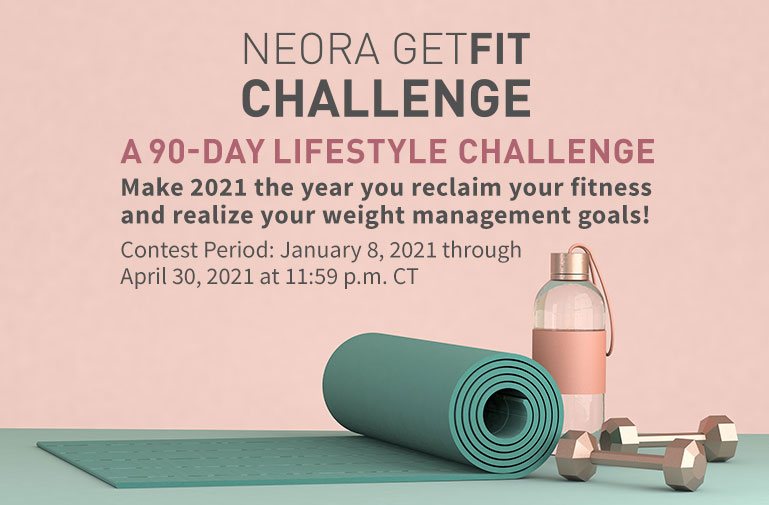 NEORA GETFIT
CHALLENGE
A 90-DAY LIFESTYLE CHALLENGE
Make 2021 the year you reclaim your fitness
and realize your weight management goals!
Contest Period: January 8, 2021 through
April 30, 2021 at 11:59 p.m. CT